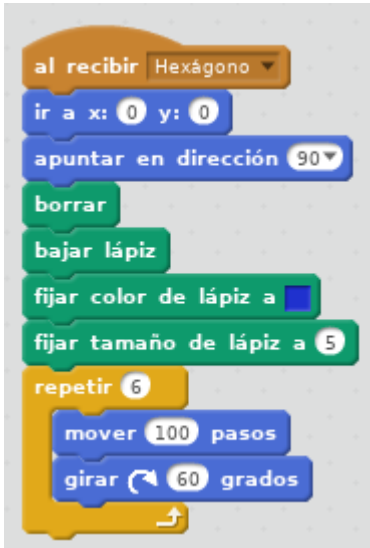 al recibir Hexágono
ir a x: 0 y: 0
apuntar en dirección 90
borrar
bajar lápiz
fijar color de lápiz a
fijar tamaño de lápiz a 5
repetir 6
mover 100 pasos
girar 60 grados